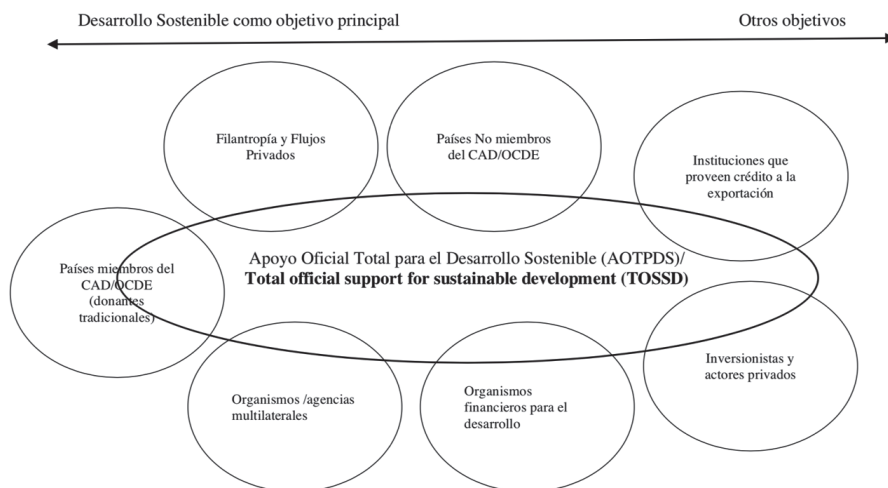 Desarrollo Sostenible como objetivo principal
Otros objetivos
Filantropía y Flujos
Privados
Países No miembros
del CAD/OCDE
Instituciones que
proveen crédito a la
exportación
Países miembros del
CAD/OCDE
(donantes
tradicionales)
Apoyo Oficial Total para el Desarrollo Sostenible (AOTPDS)/
Total official support for sustainable development (TOSSD)
Organismos /agencias
multilaterales
Organismos
financieros para el
desarrollo
Inversionistas y
actores privados